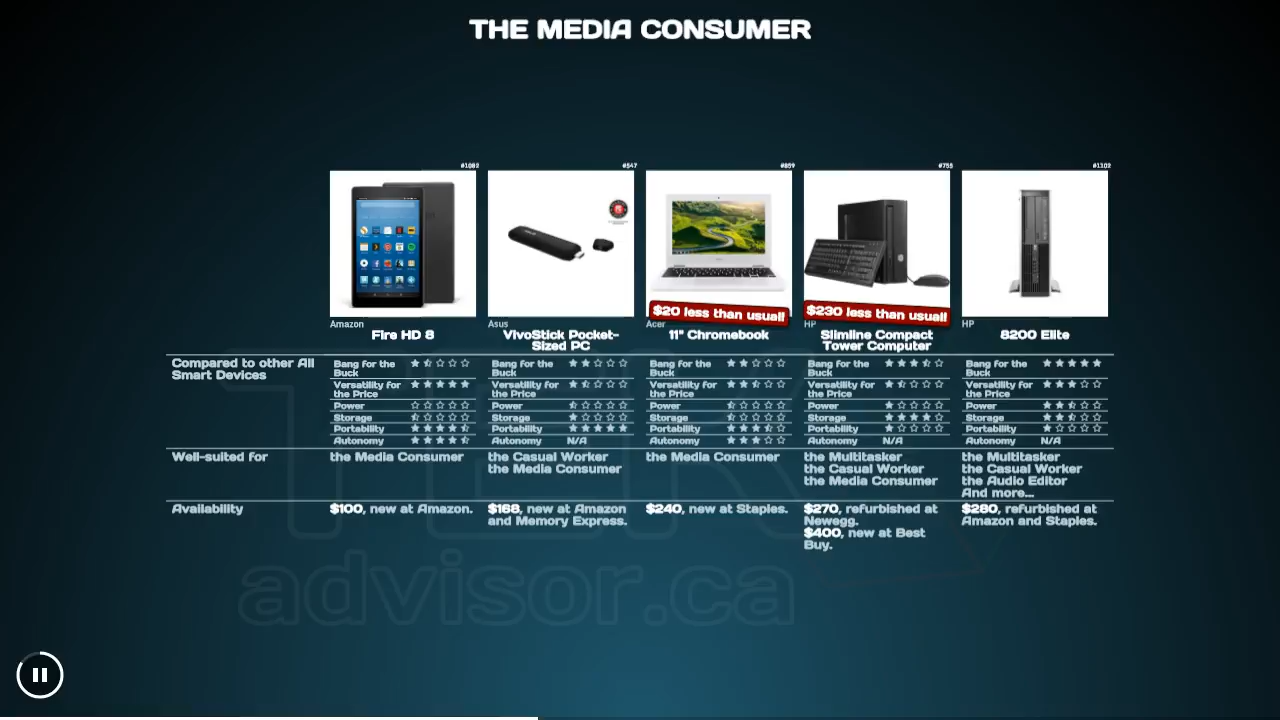 THE MEDIA CONSUMER
#1082 #547 #859 #755 #1102
$20 less than usual!
$230 less than usual!
Amazon Asus Acer HP HP
Fire HD 8 VivoStick Pocket- 11" Chromebook Slimline Compact 8200 Elite
Sized PC Tower Computer
Compared to other All
Smart Devices
Bang for the
Buck
Versatility for
the Price
Power
Storage
Portability
Autonomy
Bang for the
Buck
Versatility for
the Price
Power
Storage
Portability
Autonomy N/A
Bang for the
Buck
Versatility for
the Price
Power
Storage
Portability
Autonomy
Bang for the
Buck
Versatility for
the Price
Power
Storage
Portability
Autonomy N/A
Bang for the
Buck
Versatility for
the Price
Power
Storage
Portability
Autonomy N/A
Well-suited for
the Media Consumer
the Casual Worker
the Media Consumer
the Media Consumer
the Multitasker
the Casual Worker
the Media Consumer
the Multitasker
the Casual Worker
the Audio Editor
And more...
Availability
$100, new at Amazon.
$168, new at Amazon
and Memory Express.
$240, new at Staples.
$270, refurbished at
Newegg.
$400, new at Best
Buy.
$280, refurbished at
Amazon and Staples.
advisor.ca